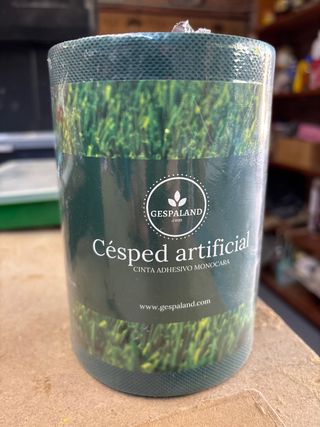 GESPALAND
.com
Césped artificial
CINTA ADHESIVO MONOCARA
www.gespaland.com